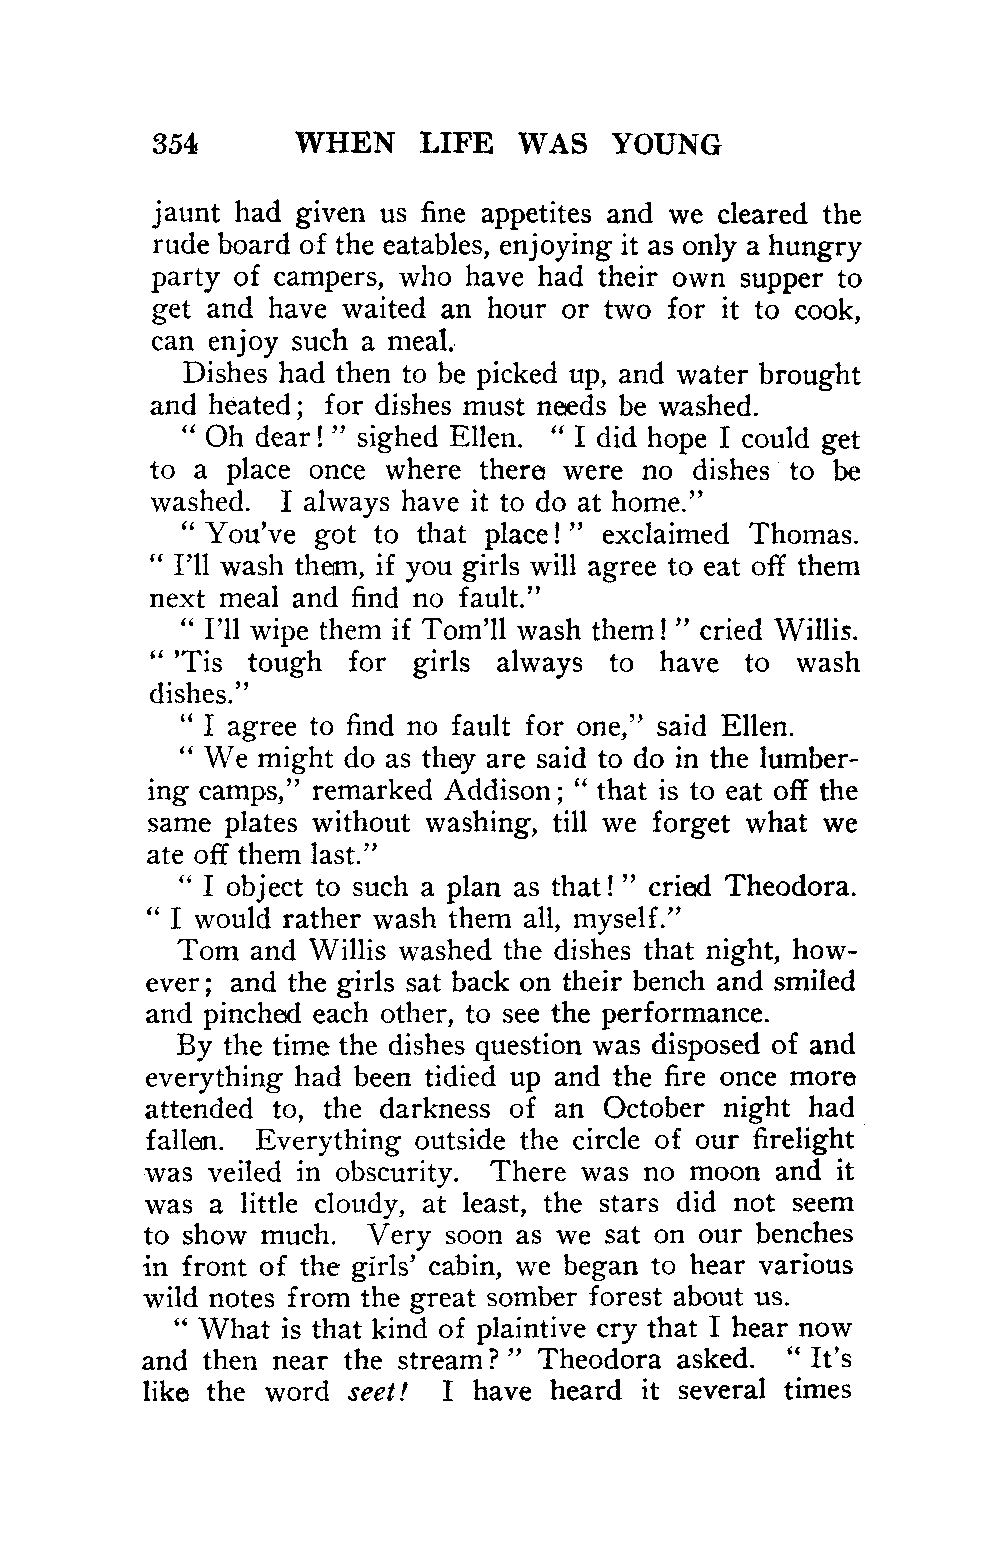 354 WHEN LIFE WAS YOUNG
jaunt had given us fine appetites and we cleared the
rude board of the eatables, enjoying it as only a hungry
party of campers, who have had their own supper to
get and have waited an hour or two for it to cook,
can enjoy such a meal.
Dishes had then to be picked up, and water brought
and heated; for dishes must needs be washed.
" Oh dear! " sighed Ellen. " I did hope I could get
to a place once where there were no dishes to be
washed. I always have it to do at home."
" You've got to that place! " exclaimed Thomas.
" I'll wash them, if you girls will agree to eat off them
next meal and find no fault."
" I'll wipe them if Tom'll wash them! " cried Willis.
" 'Tis tough for girls always to have to wash
dishes."
" I agree to find no fault for one," said Ellen.
" We might do as they are said to do in the lumber-
ing camps," remarked Addison; " that is to eat off the
same plates without washing, till we forget what we
ate off them last."
" I object to such a plan as that! " cried Theodora.
" I would rather wash them all, myself."
Tom and Willis washed the dishes that night, how-
ever; and the girls sat back on their bench and smiled
and pinched each other, to see the performance.
By the time the dishes question was disposed of and
everything had been tidied up and the fire once more
attended to, the darkness of an October night had
fallen. Everything outside the circle of our firelight
was veiled in obscurity. There was no moon and it
was a little cloudy, at least, the stars did not seem
to show much. Very soon as we sat on our benches
in front of the girls' cabin, we began to hear various
wild notes from the great somber forest about us.
" What is that kind of plaintive cry that I hear now
and then near the stream? " Theodora asked. " It's
like the word seet! I have heard it several times